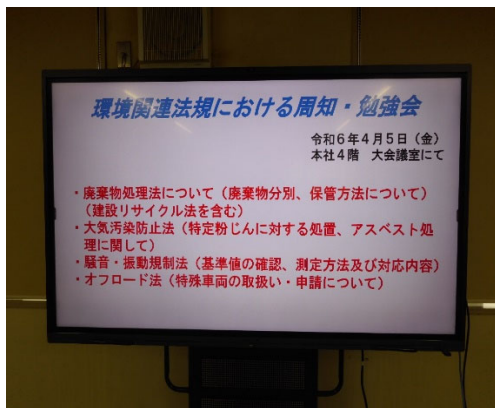 環境関連法規における周知・勉強会
令和6年4月5日（金）
本社4階　大会議室にて
・廃棄物処理法について（廃棄物分別、保管方法について）
（建設リサイクル法を含む）
・大気汚染防止法（特定粉じんに対する処置、アスベスト処
理に関して）
・騒音・振動規制法（基準値の確認、測定方法及び対応内容）
・オフロード法（特殊車両の取扱い・申請について）